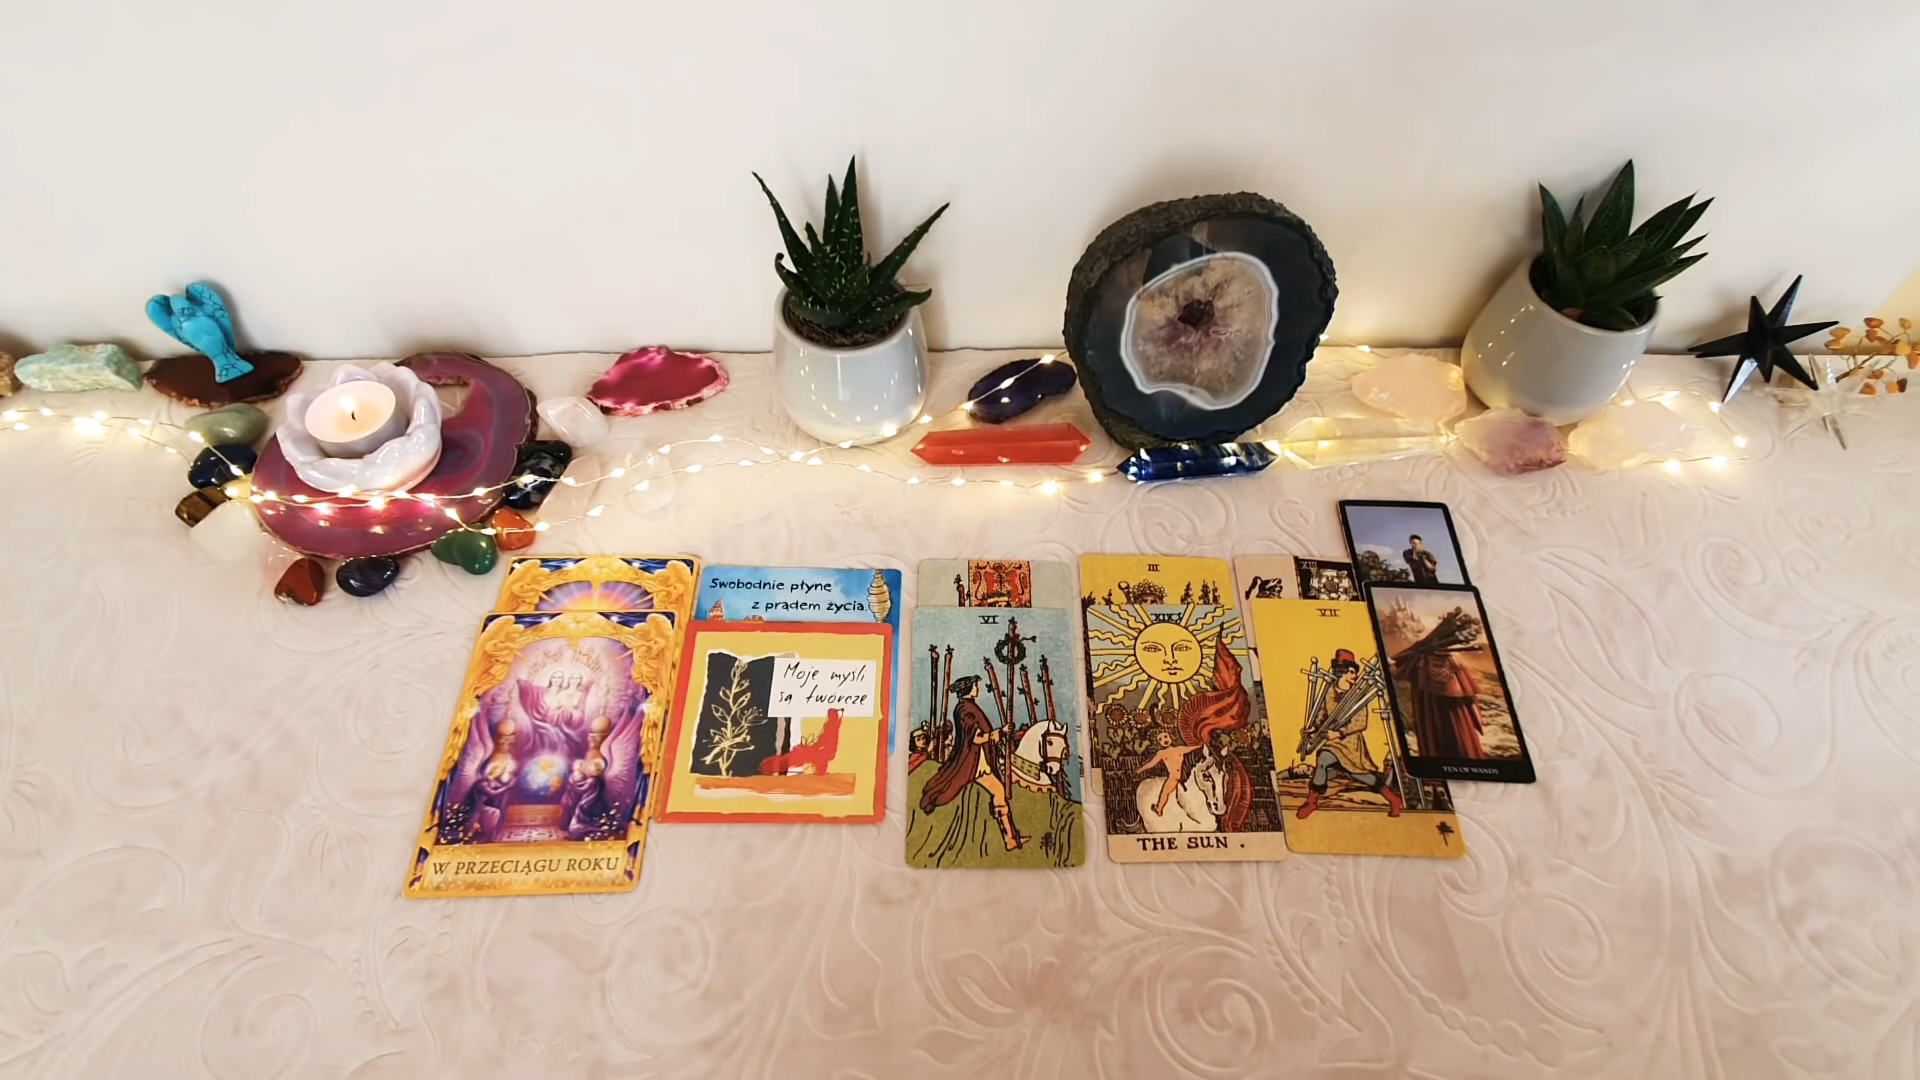 Swobodnie płynę
z prądem życia.
Moje myśli
są twórcze
W PRZECIĄGU ROKU
VI
III
XIX
THE SUN.
XIII
VII
TEN OF WANDS